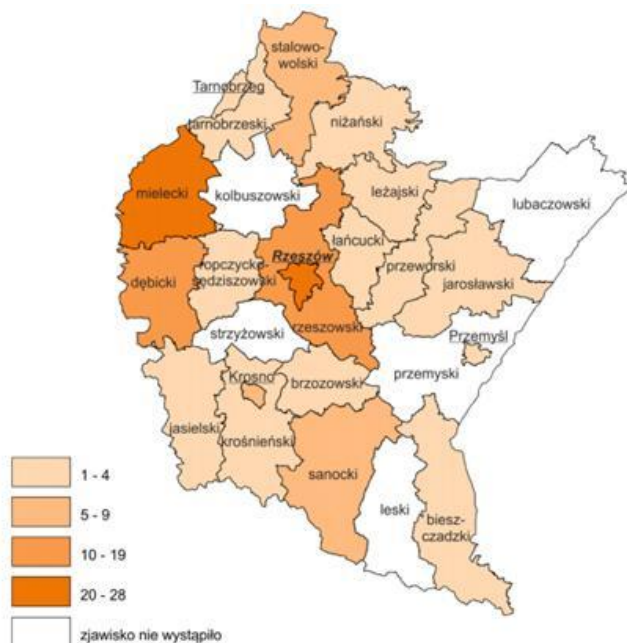 stalowo-
wolski
Tarnobrzeg
tarnobrzeski
niżański
mielecki
kolbuszowski
leżajski
lubaczowski
łańcucki
Rzeszów
ropczycko-
sędziszowski
przeworski
dębicki
jarosławski
rzeszowski
strzyżowski
Przemyśl
przemyski
Krosno
brzozowski
jasielski
krośnieński
sanocki
leski
biesz-
czadzki
1 - 4
5 - 9
10 - 19
20 - 28
zjawisko nie wystąpiło